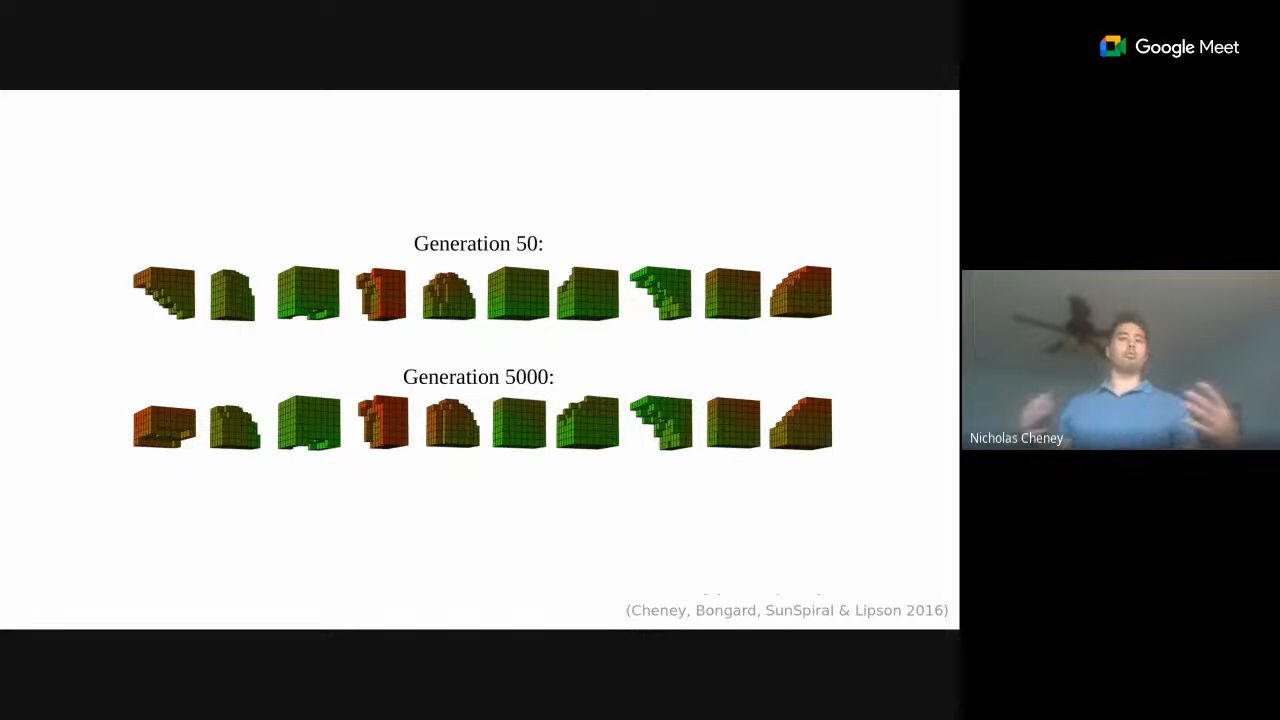 Google Meet
Generation 50:
Generation 5000:
Nicholas Cheney
(Cheney, Bongard, SunSpiral & Lipson 2016)